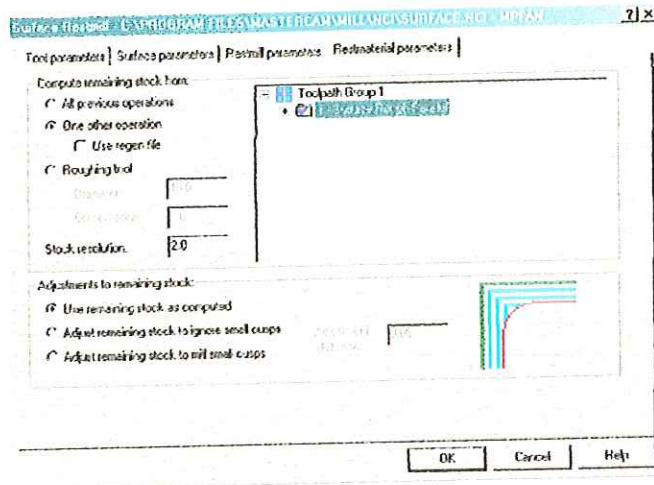 Surface Restmill - L:\PROGRAM FILES\MASTERCAM\MILL\NCI\SURFACE.NCI - MPFAN
? x
Tool parameters
Surface parameters
Restmill parameters
Restmaterial parameters
Compute remaining stock from:
All previous operations
One other operation
Use regen file
Roughing tool
Stock resolution: 2.0
Toolpath Group 1
Adjustments to remaining stock:
Use remaining stock as computed
Adjust remaining stock to ignore small cusps
Adjust remaining stock to mill small cusps
OK
Cancel
Help